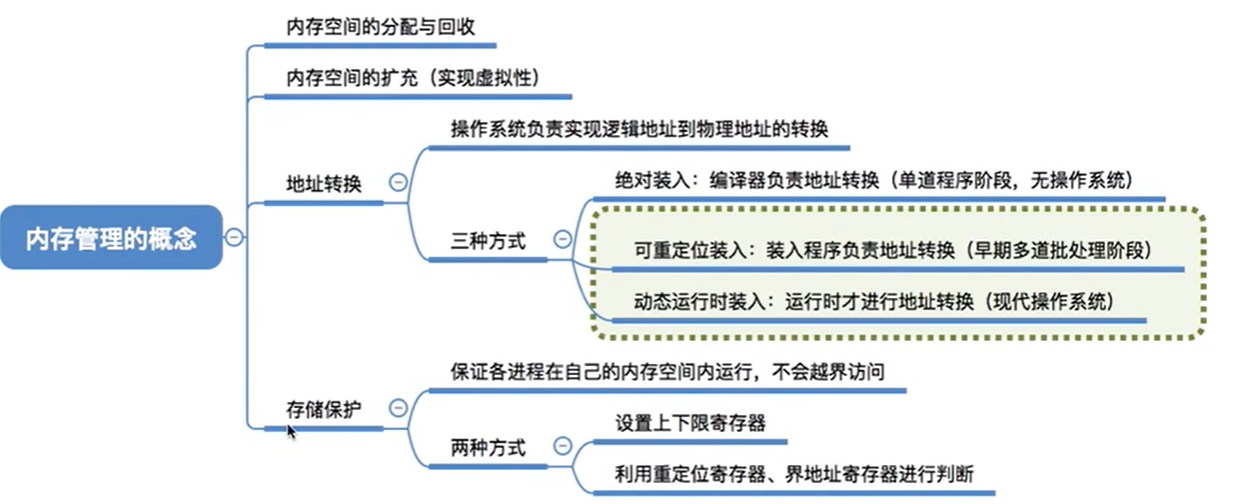 内存管理的概念
内存空间的分配与回收
内存空间的扩充（实现虚拟性）
地址转换
操作系统负责实现逻辑地址到物理地址的转换
三种方式
绝对装入：编译器负责地址转换（单道程序阶段，无操作系统）
可重定位装入：装入程序负责地址转换（早期多道批处理阶段）
动态运行时装入：运行时才进行地址转换（现代操作系统）
存储保护
保证各进程在自己的内存空间内运行，不会越界访问
两种方式
设置上下限寄存器
利用重定位寄存器、界地址寄存器进行判断